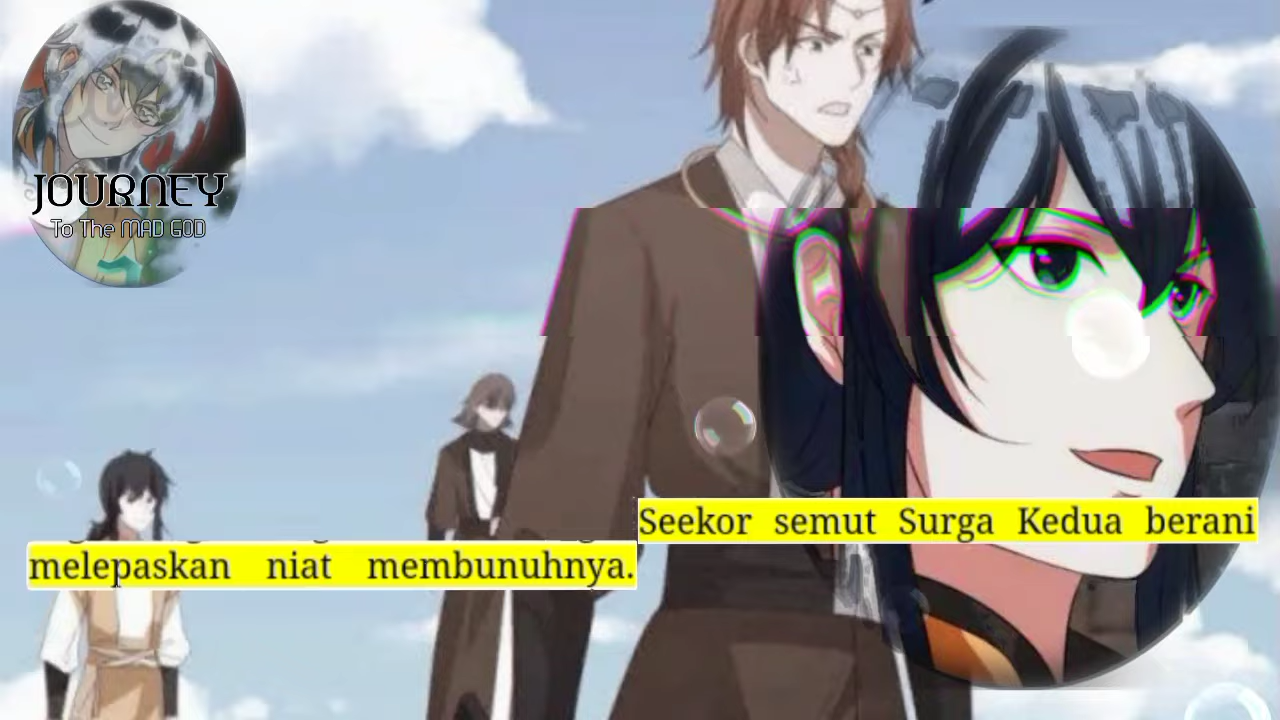 JOURNEY
To The MAD GOD
Seekor semut Surga Kedua berani
melepaskan niat membunuhnya.